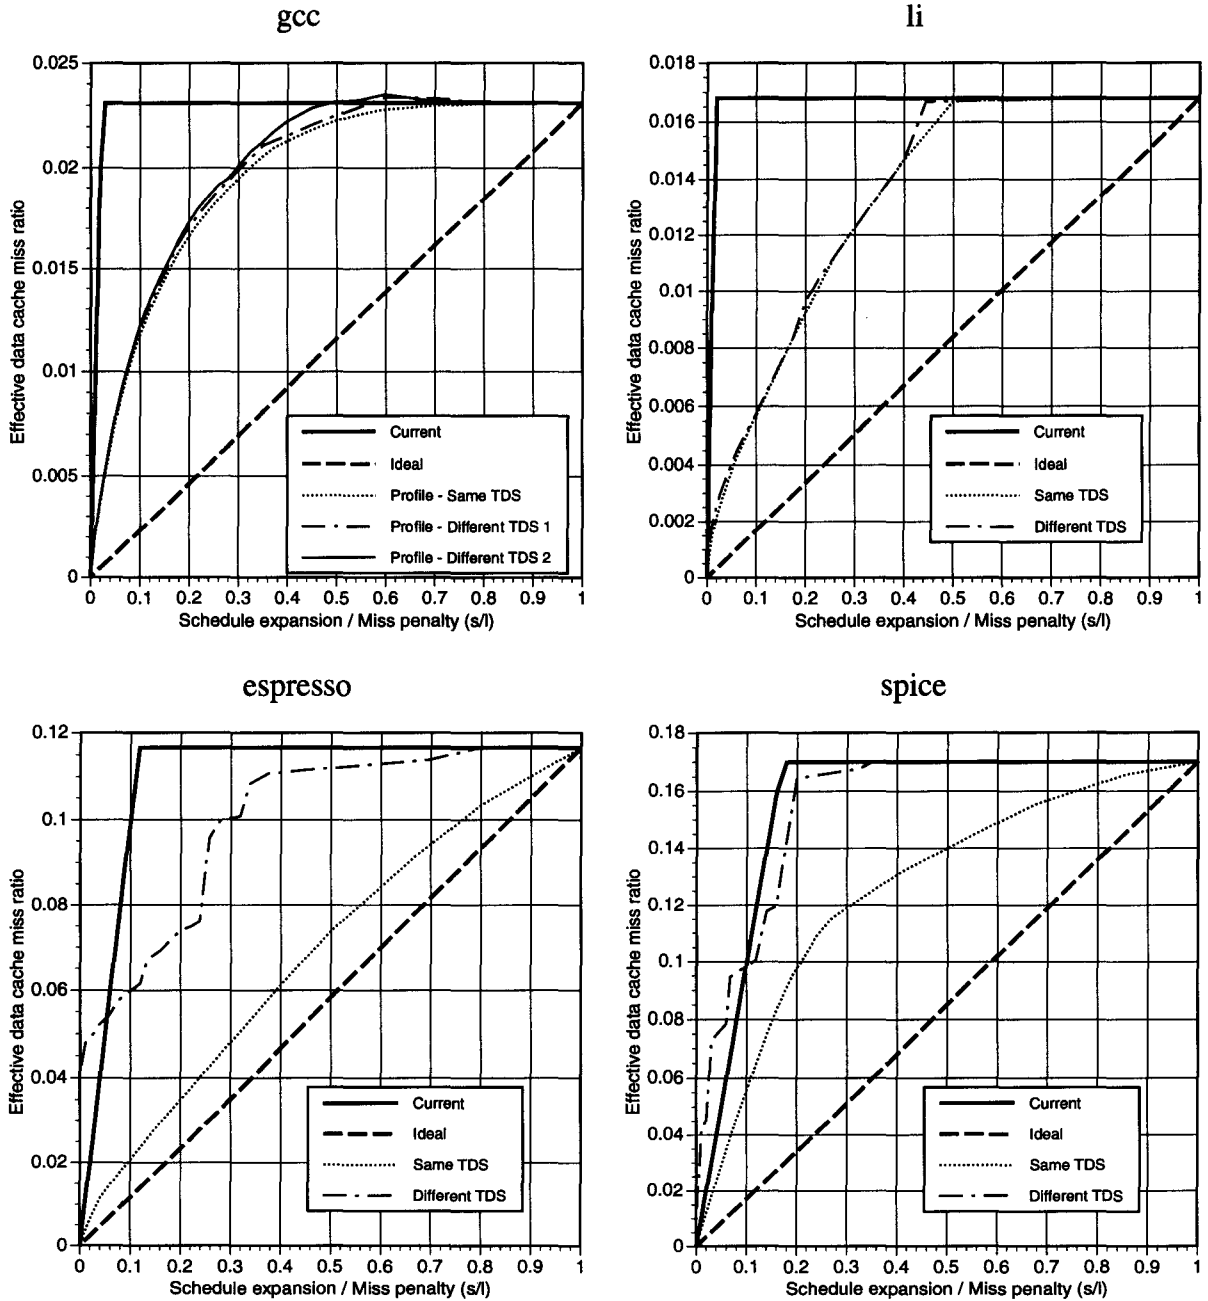 gcc
Effective data cache miss ratio
0.025
0.02
0.015
0.01
0.005
0
Current
Ideal
Profile - Same TDS
Profile - Different TDS 1
Profile - Different TDS 2
0 0.1 0.2 0.3 0.4 0.5 0.6 0.7 0.8 0.9 1
Schedule expansion / Miss penalty (s/l)
li
Effective data cache miss ratio
0.018
0.016
0.014
0.012
0.01
0.008
0.006
0.004
0.002
0
Current
Ideal
Same TDS
Different TDS
0 0.1 0.2 0.3 0.4 0.5 0.6 0.7 0.8 0.9 1
Schedule expansion / Miss penalty (s/l)
espresso
Effective data cache miss ratio
0.12
0.1
0.08
0.06
0.04
0.02
0
Current
Ideal
Same TDS
Different TDS
0 0.1 0.2 0.3 0.4 0.5 0.6 0.7 0.8 0.9 1
Schedule expansion / Miss penalty (s/l)
spice
Effective data cache miss ratio
0.18
0.16
0.14
0.12
0.1
0.08
0.06
0.04
0.02
0
Current
Ideal
Same TDS
Different TDS
0 0.1 0.2 0.3 0.4 0.5 0.6 0.7 0.8 0.9 1
Schedule expansion / Miss penalty (s/l)